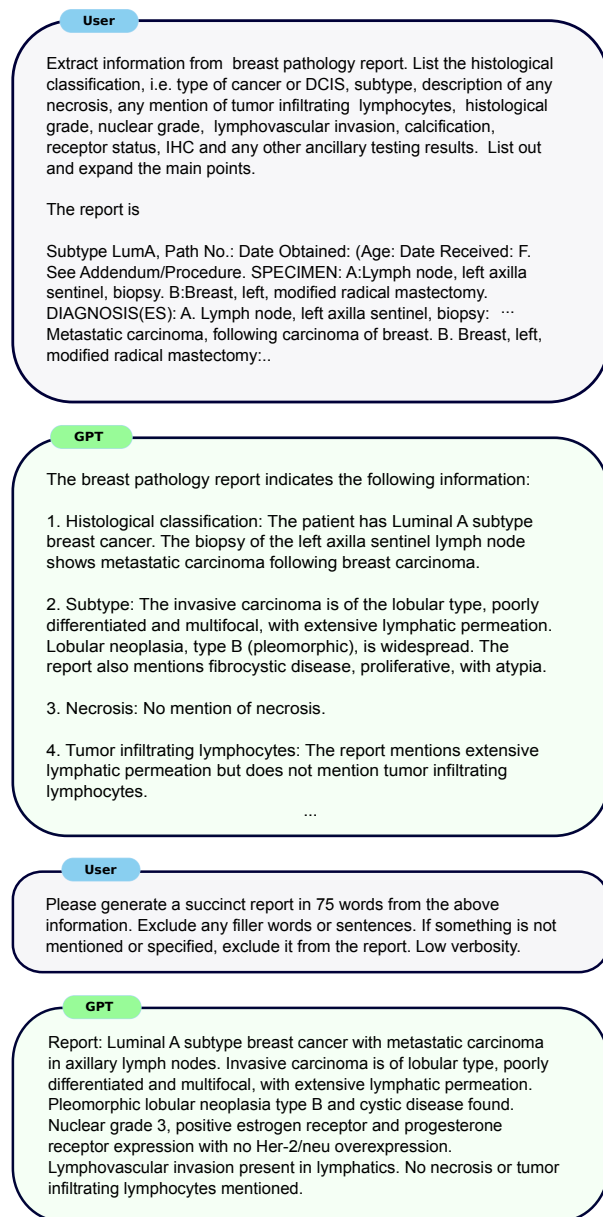 User
Extract information from breast pathology report. List the histological
classification, i.e. type of cancer or DCIS, subtype, description of any
necrosis, any mention of tumor infiltrating lymphocytes, histological
grade, nuclear grade, lymphovascular invasion, calcification,
receptor status, IHC and any other ancillary testing results. List out
and expand the main points.
The report is
Subtype LumA, Path No.: Date Obtained: (Age: Date Received: F.
See Addendum/Procedure. SPECIMEN: A:Lymph node, left axilla
sentinel, biopsy. B:Breast, left, modified radical mastectomy.
DIAGNOSIS(ES): A. Lymph node, left axilla sentinel, biopsy: ...
Metastatic carcinoma, following carcinoma of breast. B. Breast, left,
modified radical mastectomy:..
GPT
The breast pathology report indicates the following information:
1. Histological classification: The patient has Luminal A subtype
breast cancer. The biopsy of the left axilla sentinel lymph node
shows metastatic carcinoma following breast carcinoma.
2. Subtype: The invasive carcinoma is of the lobular type, poorly
differentiated and multifocal, with extensive lymphatic permeation.
Lobular neoplasia, type B (pleomorphic), is widespread. The
report also mentions fibrocystic disease, proliferative, with atypia.
3. Necrosis: No mention of necrosis.
4. Tumor infiltrating lymphocytes: The report mentions extensive
lymphatic permeation but does not mention tumor infiltrating
lymphocytes.
...
User
Please generate a succinct report in 75 words from the above
information. Exclude any filler words or sentences. If something is not
mentioned or specified, exclude it from the report. Low verbosity.
GPT
Report: Luminal A subtype breast cancer with metastatic carcinoma
in axillary lymph nodes. Invasive carcinoma is of lobular type, poorly
differentiated and multifocal, with extensive lymphatic permeation.
Pleomorphic lobular neoplasia type B and cystic disease found.
Nuclear grade 3, positive estrogen receptor and progesterone
receptor expression with no Her-2/neu overexpression.
Lymphovascular invasion present in lymphatics. No necrosis or tumor
infiltrating lymphocytes mentioned.